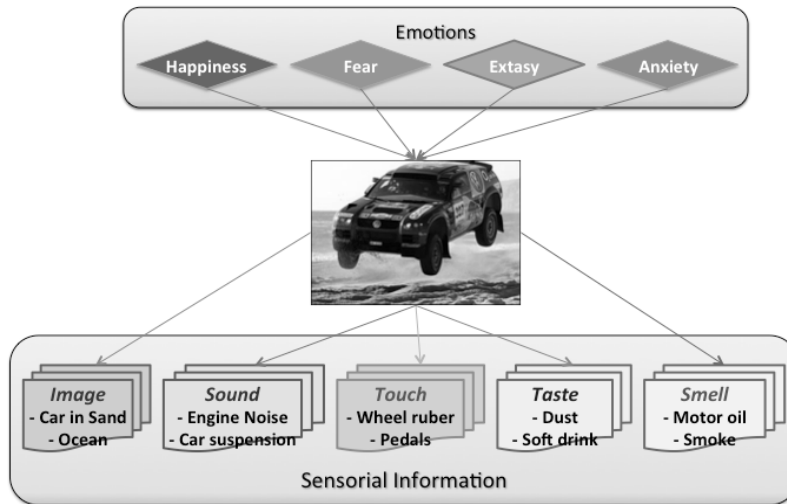 Emotions
Happiness
Fear
Extasy
Anxiety
Image
- Car in Sand
- Ocean
Sound
- Engine Noise
- Car suspension
Touch
- Wheel ruber
- Pedals
Taste
- Dust
- Soft drink
Smell
- Motor oil
- Smoke
Sensorial Information